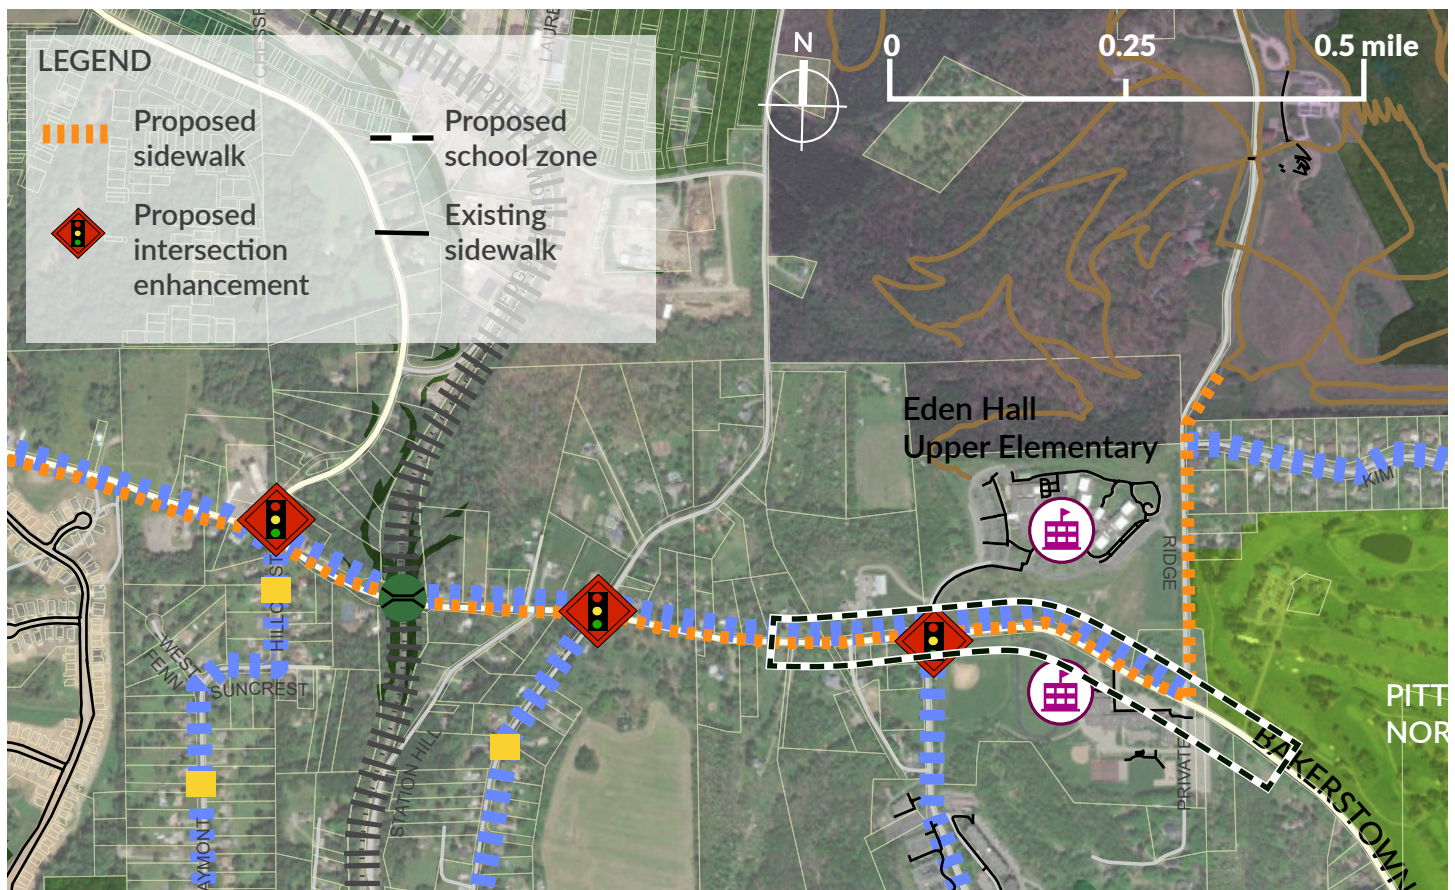 LEGEND
Proposed
sidewalk
Proposed
school zone
Proposed
intersection
enhancement
Existing
sidewalk
N
0
0.25
0.5 mile
Eden Hall
Upper Elementary
KIM
RIDGE
WEST
FENN
SUNCREST
STATION HILL
PRIVATE
BAKERSTOWN
PITT
NOR
AYMONT